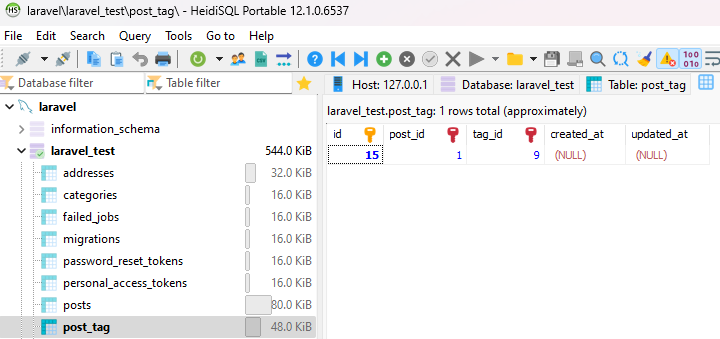 laravel\laravel_test\post_tag\ - HeidiSQL Portable 12.1.0.6537
File Edit Search Query Tools Go to Help
Database filter Table filter
Host: 127.0.0.1 Database: laravel_test Table: post_tag
laravel
information_schema
laravel_test 544.0 KiB
addresses 32.0 KiB
categories 16.0 KiB
failed_jobs 16.0 KiB
migrations 16.0 KiB
password_reset_tokens 16.0 KiB
personal_access_tokens 16.0 KiB
posts 80.0 KiB
post_tag 48.0 KiB
laravel_test.post_tag: 1 rows total (approximately)
id post_id tag_id created_at updated_at
15 1 9 (NULL) (NULL)